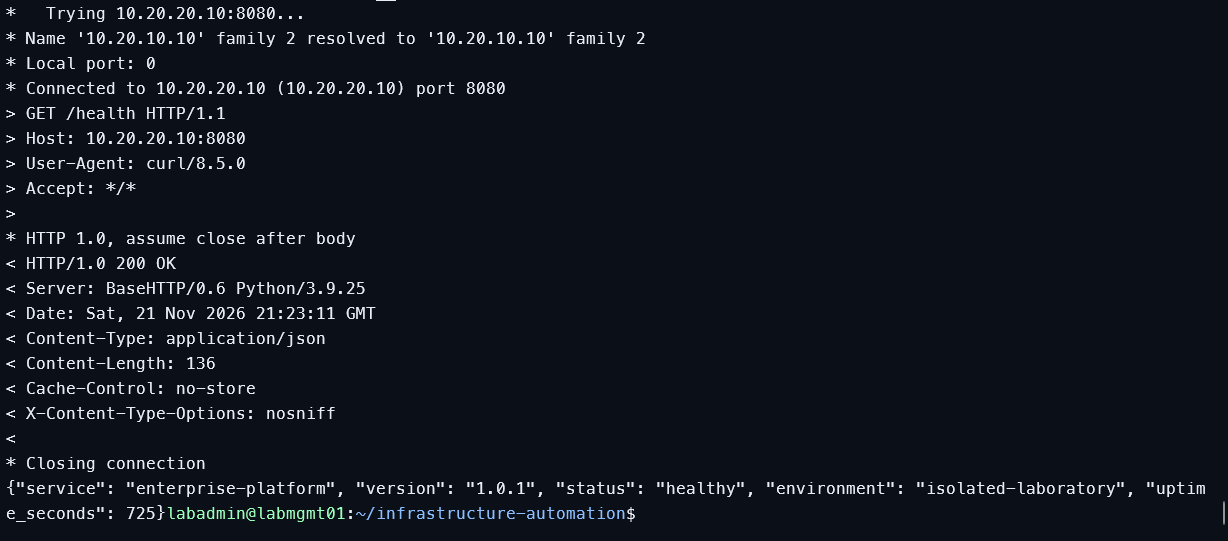 *   Trying 10.20.20.10:8080...
* Name '10.20.10.10' family 2 resolved to '10.20.10.10' family 2
* Local port: 0
* Connected to 10.20.20.10 (10.20.20.10) port 8080
> GET /health HTTP/1.1
> Host: 10.20.20.10:8080
> User-Agent: curl/8.5.0
> Accept: */*
>
* HTTP 1.0, assume close after body
< HTTP/1.0 200 OK
< Server: BaseHTTP/0.6 Python/3.9.25
< Date: Sat, 21 Nov 2026 21:23:11 GMT
< Content-Type: application/json
< Content-Length: 136
< Cache-Control: no-store
< X-Content-Type-Options: nosniff
<
* Closing connection
{"service": "enterprise-platform", "version": "1.0.1", "status": "healthy", "environment": "isolated-laboratory", "uptim
e_seconds": 725}labadmin@labmgmt01:~/infrastructure-automation$